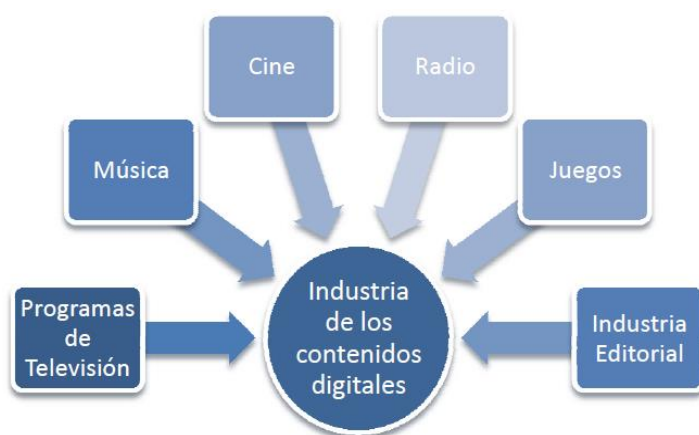 Cine
Radio
Música
Juegos
Programas
de
Televisión
Industria
de los
contenidos
digitales
Industria
Editorial